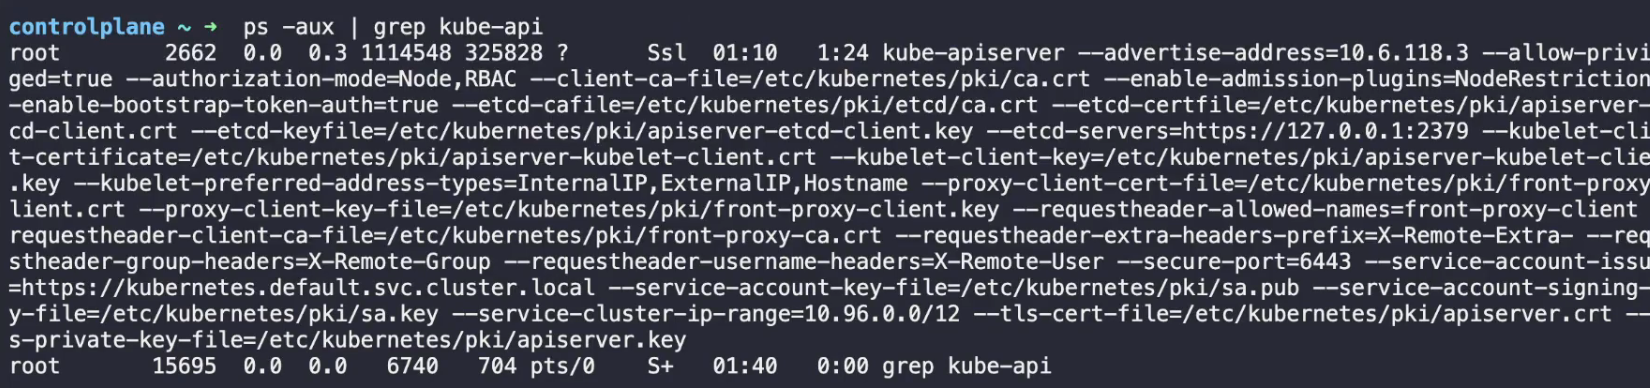 controlplane ~ ➜  ps -aux | grep kube-api
root        2662  0.0  0.3 1114548 325828 ?      Ssl  01:10   1:24 kube-apiserver --advertise-address=10.6.118.3 --allow-privi
ged=true --authorization-mode=Node,RBAC --client-ca-file=/etc/kubernetes/pki/ca.crt --enable-admission-plugins=NodeRestriction
-enable-bootstrap-token-auth=true --etcd-cafile=/etc/kubernetes/pki/etcd/ca.crt --etcd-certfile=/etc/kubernetes/pki/apiserver-
cd-client.crt --etcd-keyfile=/etc/kubernetes/pki/apiserver-etcd-client.key --etcd-servers=https://127.0.0.1:2379 --kubelet-cli
t-certificate=/etc/kubernetes/pki/apiserver-kubelet-client.crt --kubelet-client-key=/etc/kubernetes/pki/apiserver-kubelet-clie
.key --kubelet-preferred-address-types=InternalIP,ExternalIP,Hostname --proxy-client-cert-file=/etc/kubernetes/pki/front-proxy
lient.crt --proxy-client-key-file=/etc/kubernetes/pki/front-proxy-client.key --requestheader-allowed-names=front-proxy-client
requestheader-client-ca-file=/etc/kubernetes/pki/front-proxy-ca.crt --requestheader-extra-headers-prefix=X-Remote-Extra- --req
stheader-group-headers=X-Remote-Group --requestheader-username-headers=X-Remote-User --secure-port=6443 --service-account-issu
=https://kubernetes.default.svc.cluster.local --service-account-key-file=/etc/kubernetes/pki/sa.pub --service-account-signing-
y-file=/etc/kubernetes/pki/sa.key --service-cluster-ip-range=10.96.0.0/12 --tls-cert-file=/etc/kubernetes/pki/apiserver.crt --
s-private-key-file=/etc/kubernetes/pki/apiserver.key
root       15695  0.0  0.0   6740   704 pts/0    S+   01:40   0:00 grep kube-api